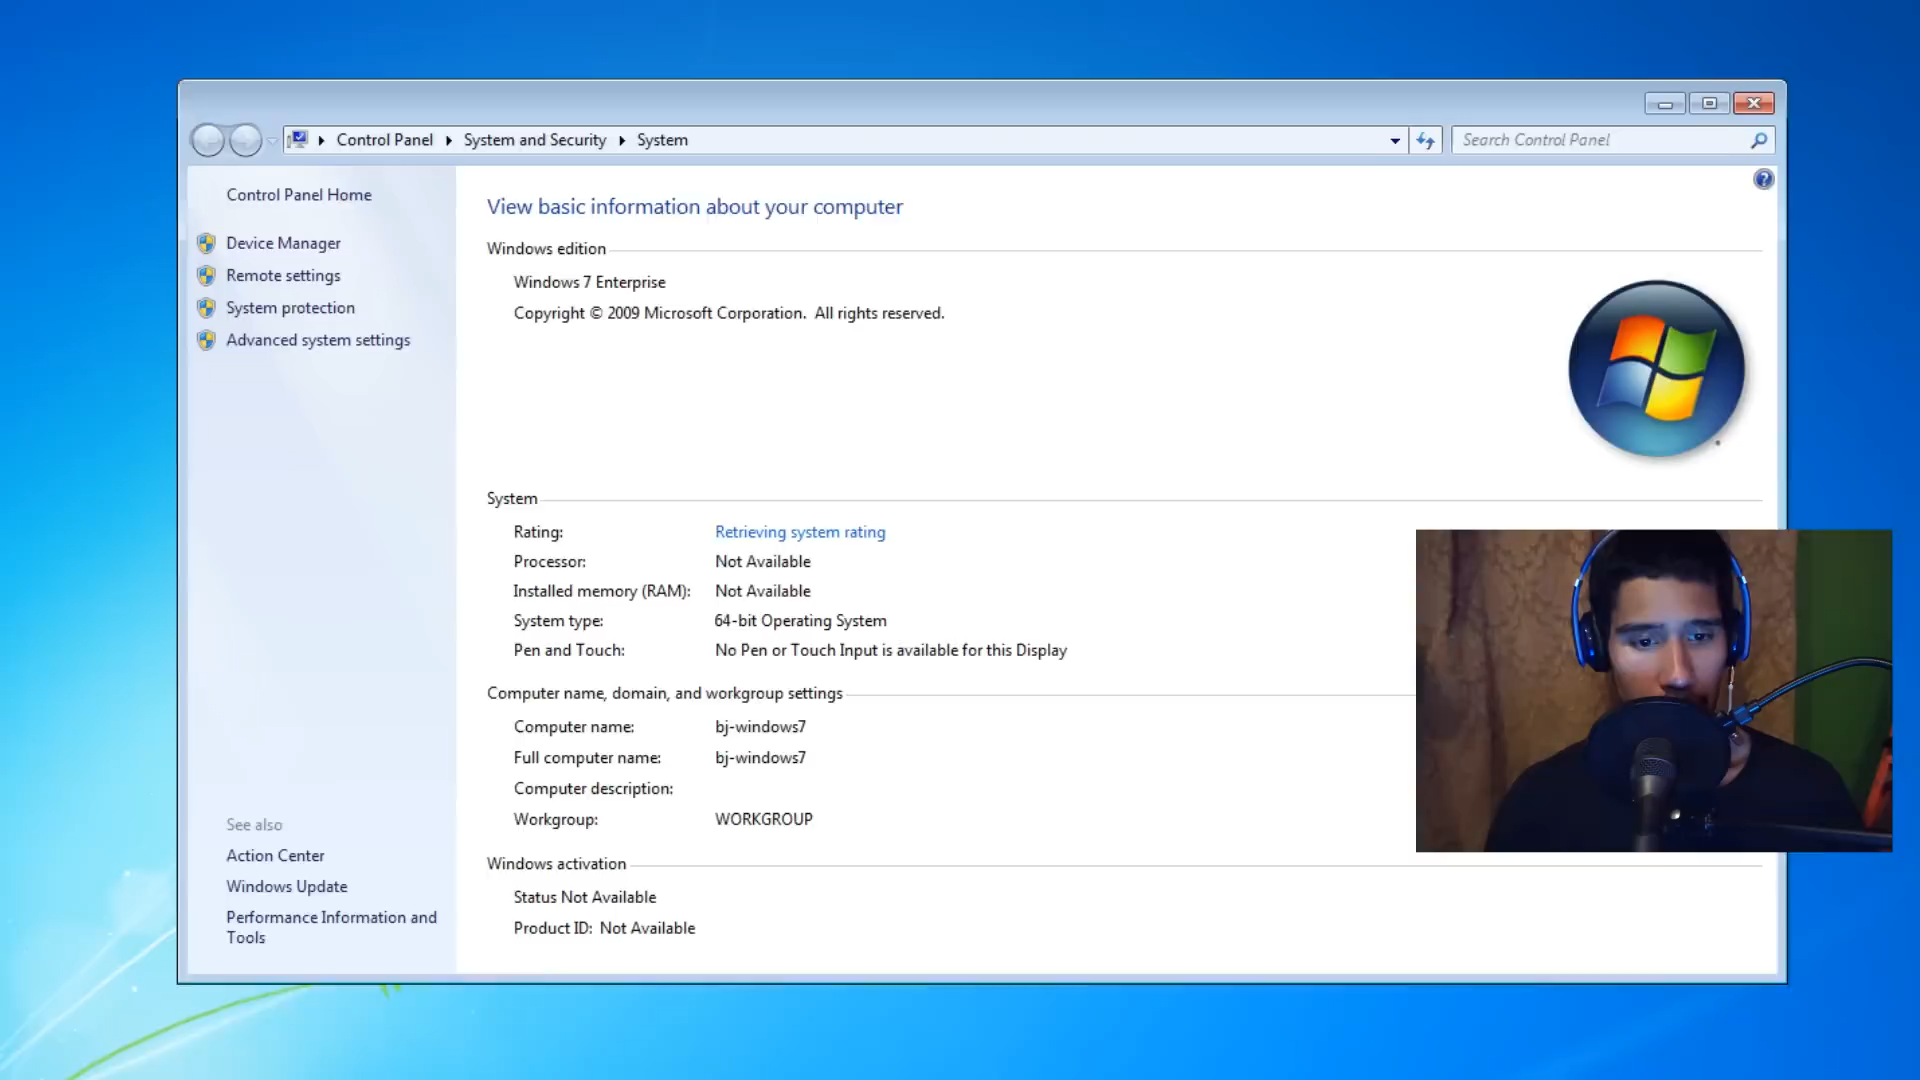 Control Panel System and Security System
Search Control Panel
Control Panel Home
Device Manager
Remote settings
System protection
Advanced system settings
See also
Action Center
Windows Update
Performance Information and
Tools
View basic information about your computer
Windows edition
Windows 7 Enterprise
Copyright © 2009 Microsoft Corporation. All rights reserved.
System
Rating: Retrieving system rating
Processor: Not Available
Installed memory (RAM): Not Available
System type: 64-bit Operating System
Pen and Touch: No Pen or Touch Input is available for this Display
Computer name, domain, and workgroup settings
Computer name: bj-windows7
Full computer name: bj-windows7
Computer description:
Workgroup: WORKGROUP
Windows activation
Status Not Available
Product ID: Not Available